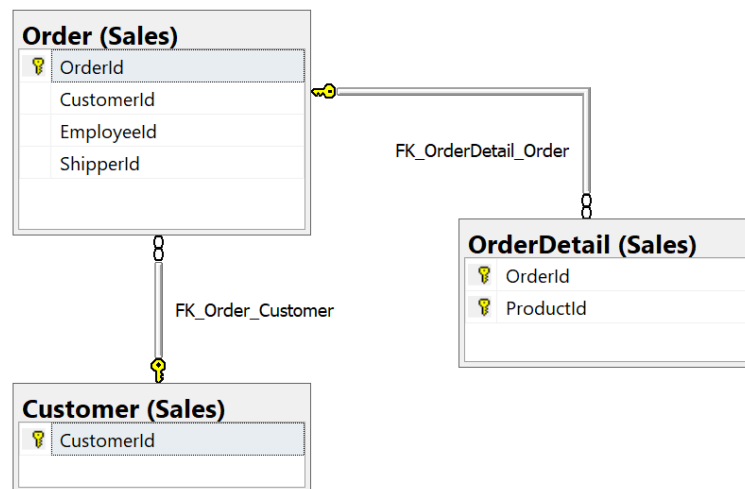 Order (Sales)
OrderId
CustomerId
EmployeeId
ShipperId
FK_OrderDetail_Order
OrderDetail (Sales)
OrderId
ProductId
FK_Order_Customer
Customer (Sales)
CustomerId